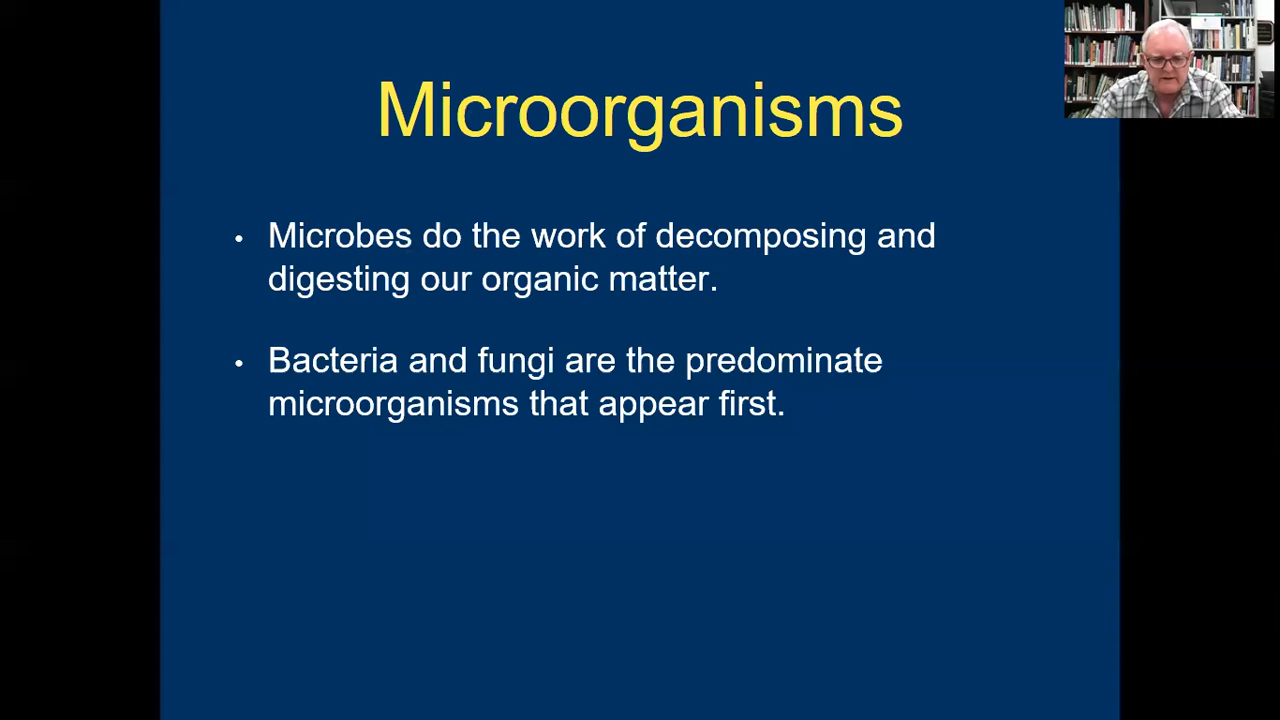 Microorganisms
• Microbes do the work of decomposing and
digesting our organic matter.
• Bacteria and fungi are the predominate
microorganisms that appear first.